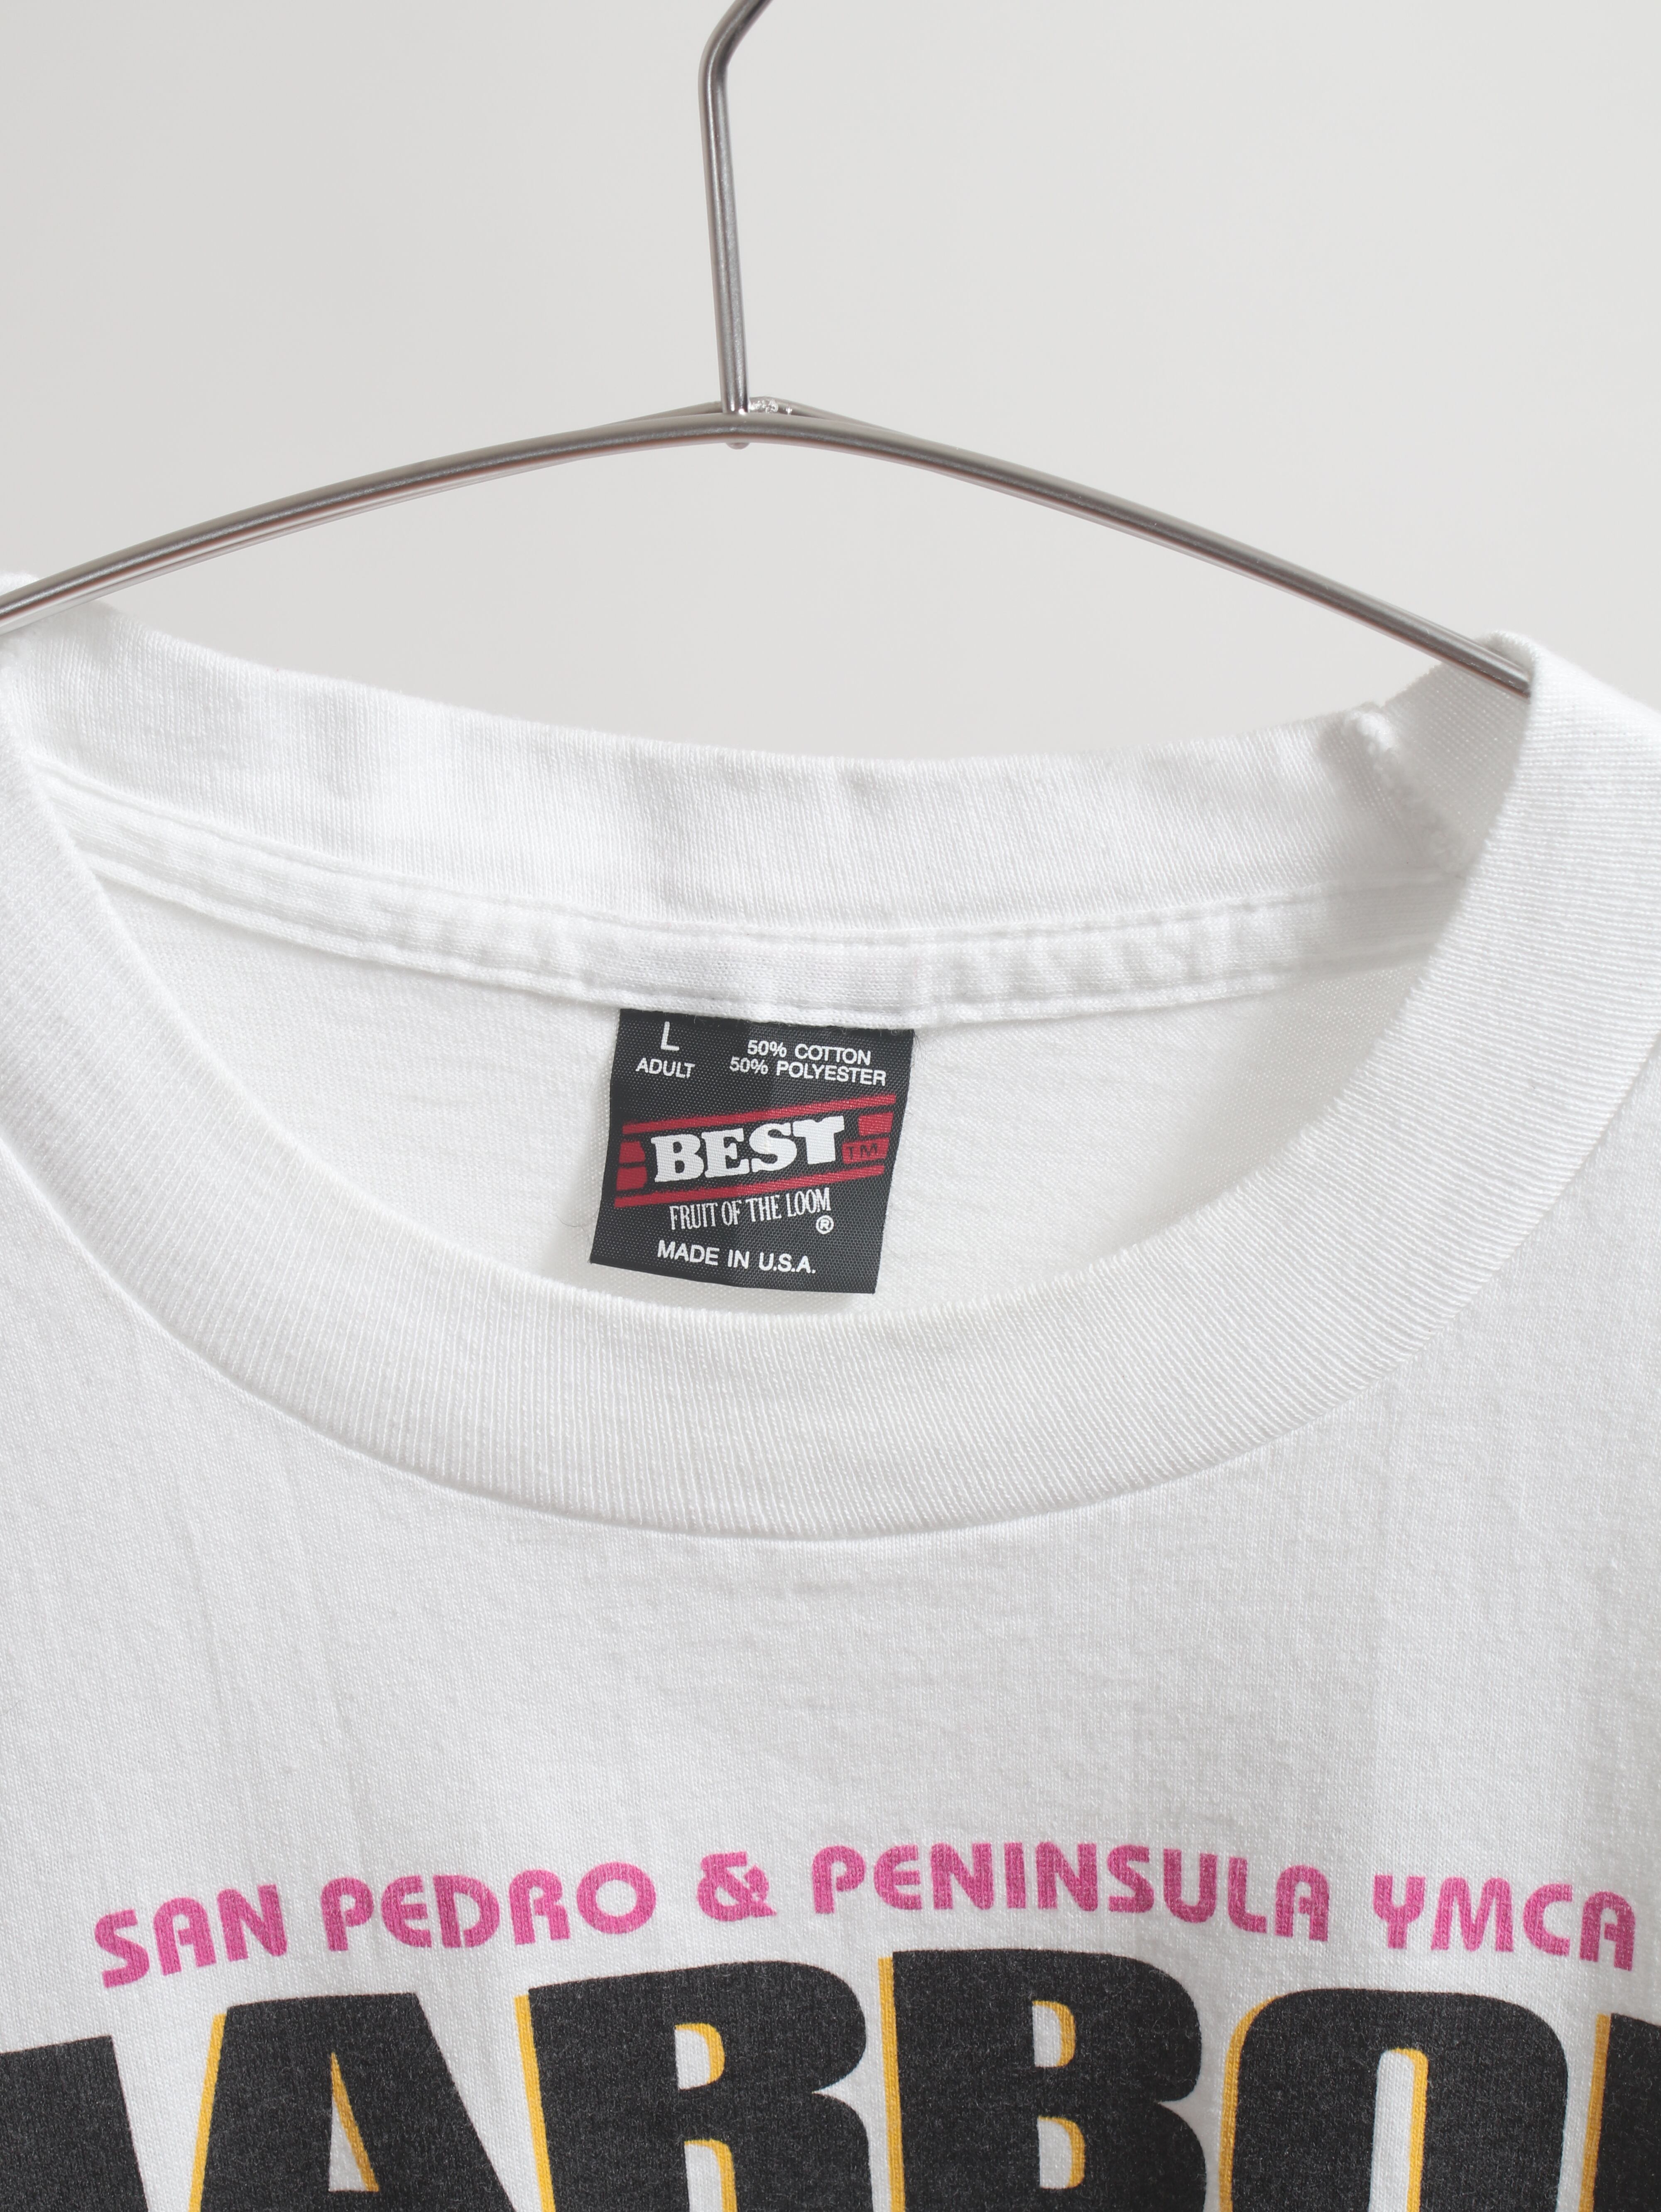 L
ADULT
50% COTTON
50% POLYESTER
BEST TM
FRUIT OF THE LOOM
®
MADE IN U.S.A.
SAN PEDRO & PENINSULA YMCA